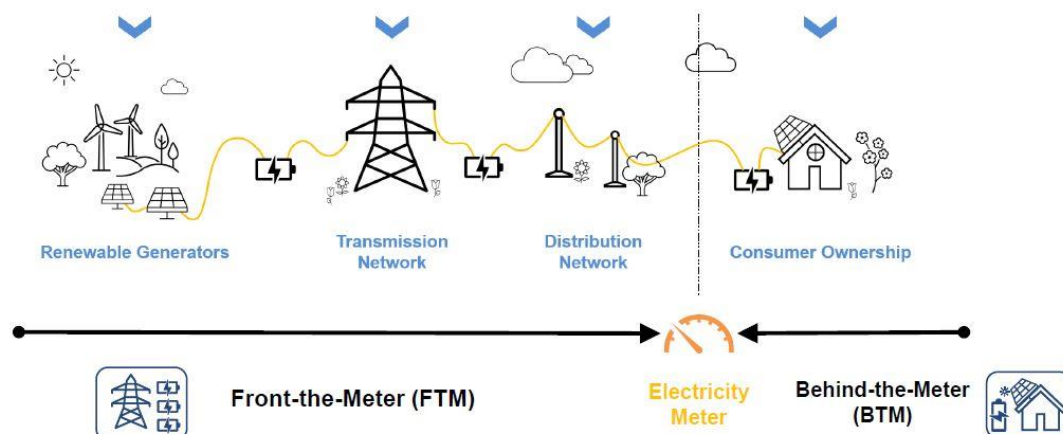 Renewable Generators
Transmission
Network
Distribution
Network
Consumer Ownership
Front-the-Meter (FTM)
Electricity
Meter
Behind-the-Meter
(BTM)